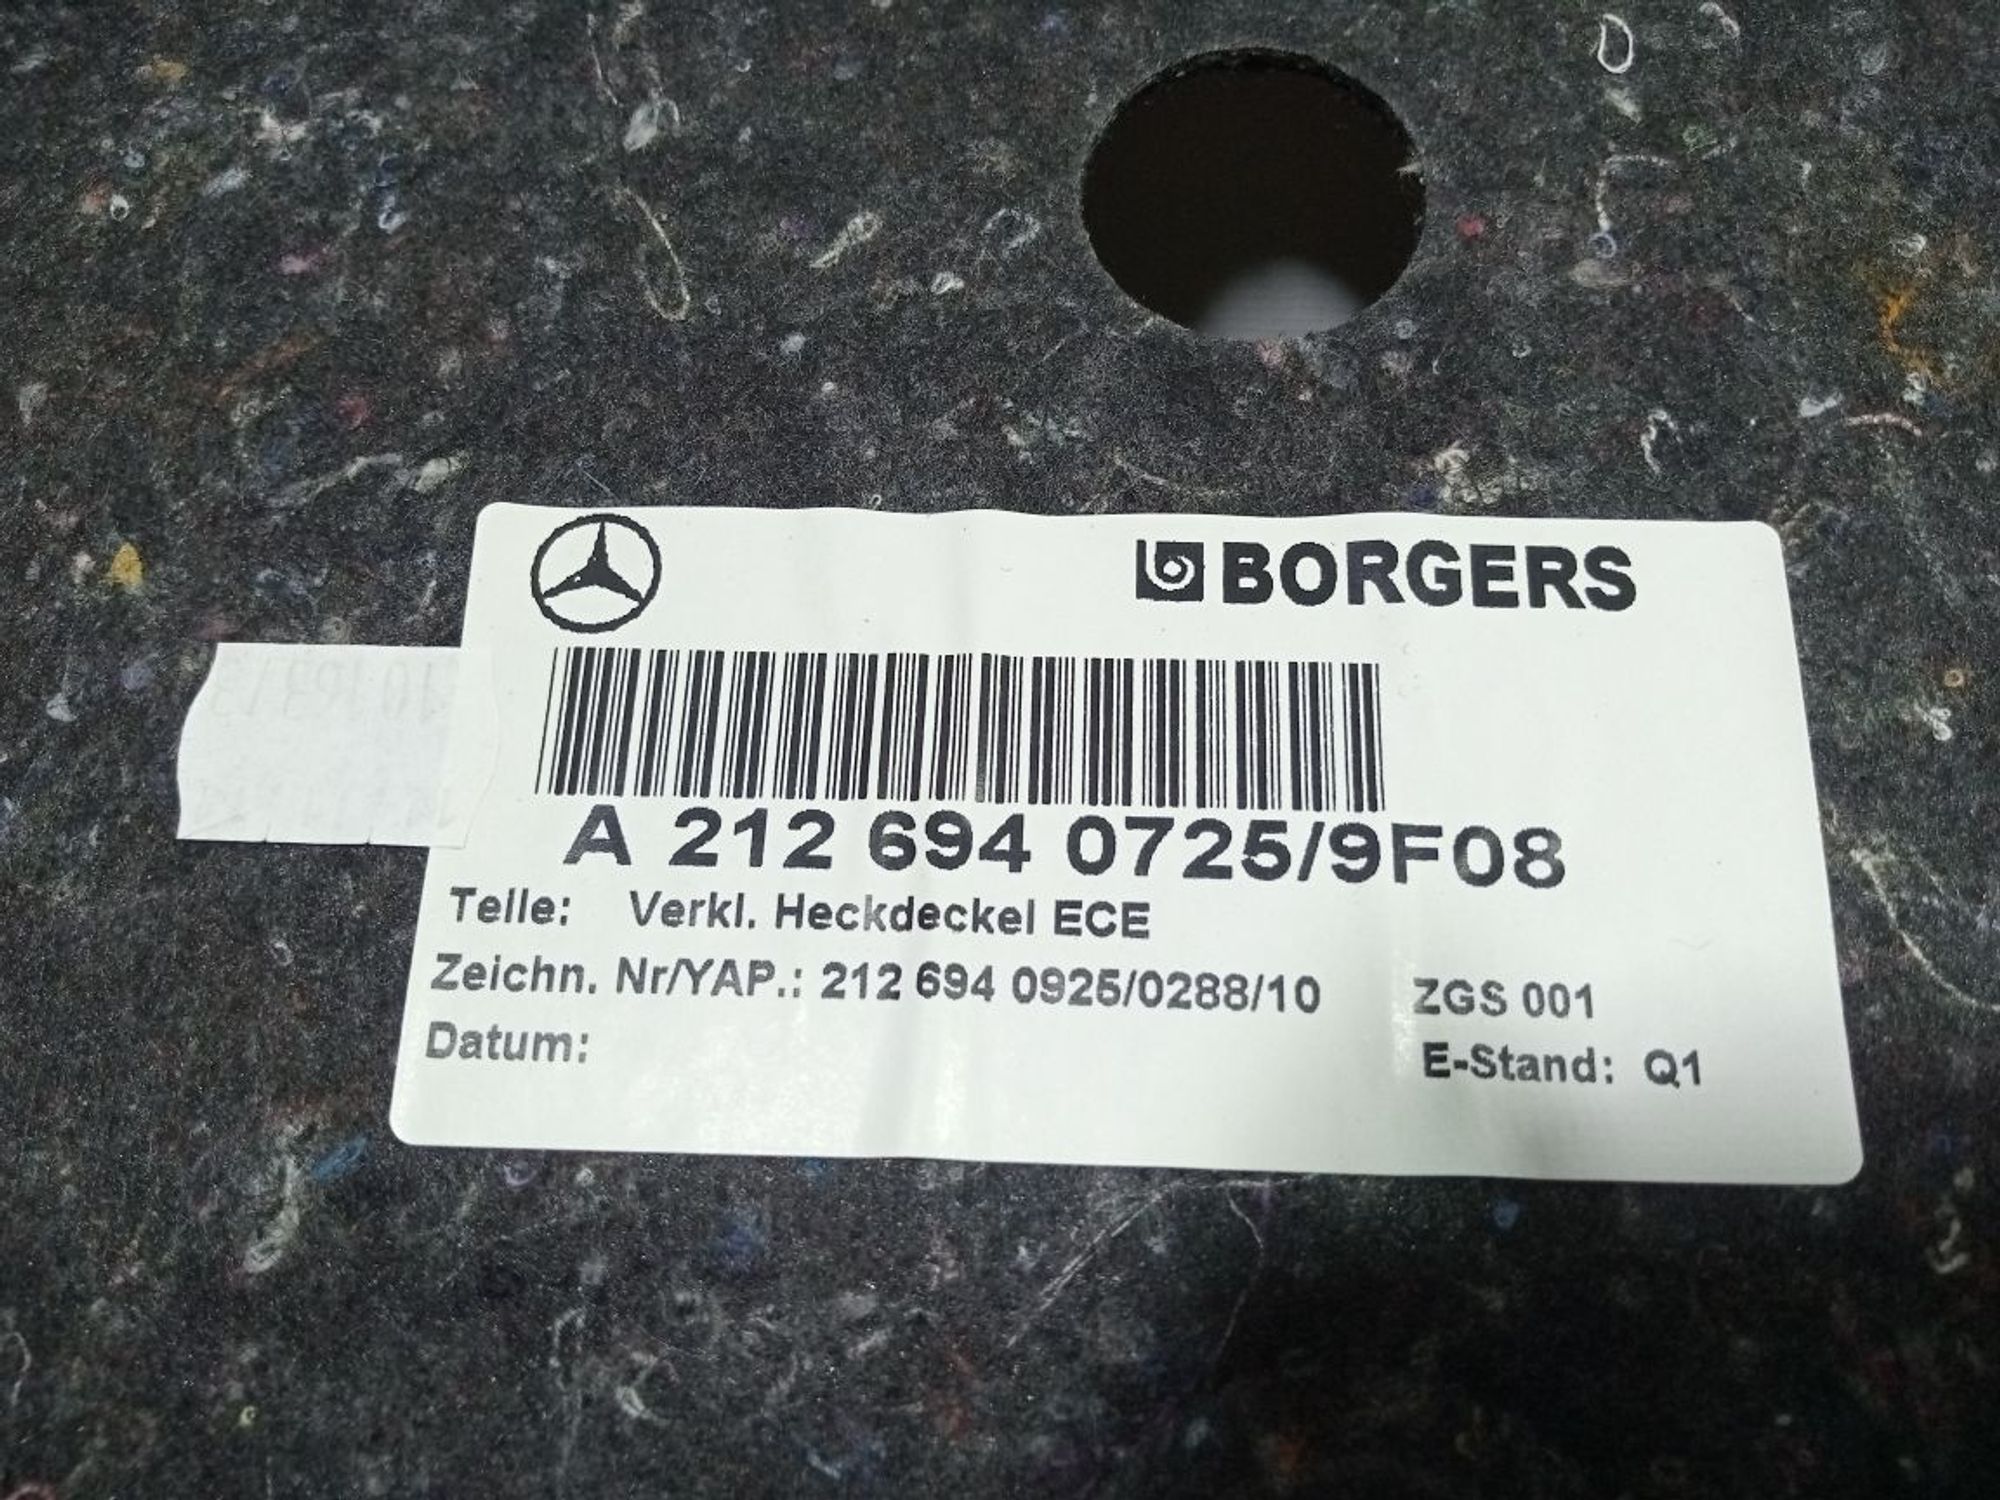 BORGERS
A 212 694 0725/9F08
Teile: Verkl. Heckdeckel ECE
Zeichn. Nr/YAP.: 212 694 0925/0288/10 ZGS 001
Datum: E-Stand: Q1